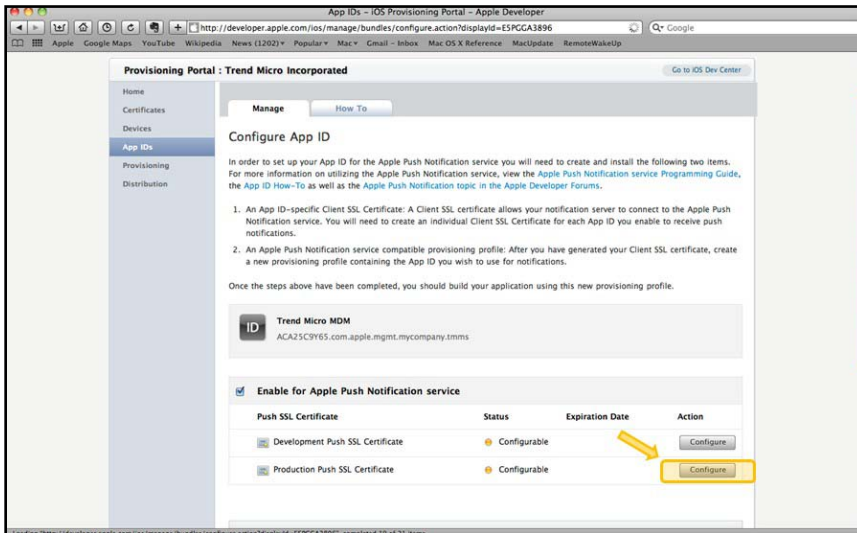 App IDs - iOS Provisioning Portal - Apple Developer
http://developer.apple.com/ios/manage/bundles/configure.action?displayId=E5PGGA3896
Google
Apple Google Maps YouTube Wikipedia News (1202) Popular Mac Gmail - Inbox Mac OS X Reference MacUpdate RemoteWakeUp
Provisioning Portal : Trend Micro Incorporated
Go to iOS Dev Center
Home
Certificates
Devices
App IDs
Provisioning
Distribution
Manage
How To
Configure App ID
In order to set up your App ID for the Apple Push Notification service you will need to create and install the following two items.
For more information on utilizing the Apple Push Notification service, view the Apple Push Notification service Programming Guide,
the App ID How-To as well as the Apple Push Notification topic in the Apple Developer Forums.
1. An App ID-specific Client SSL Certificate: A Client SSL certificate allows your notification server to connect to the Apple Push
Notification service. You will need to create an individual Client SSL Certificate for each App ID you enable to receive push
notifications.
2. An Apple Push Notification service compatible provisioning profile: After you have generated your Client SSL certificate, create
a new provisioning profile containing the App ID you wish to use for notifications.
Once the steps above have been completed, you should build your application using this new provisioning profile.
ID
Trend Micro MDM
ACA25C9Y65.com.apple.mgmt.mycompany.tmms
Enable for Apple Push Notification service
Push SSL Certificate Status Expiration Date Action
Development Push SSL Certificate Configurable Configure
Production Push SSL Certificate Configurable Configure